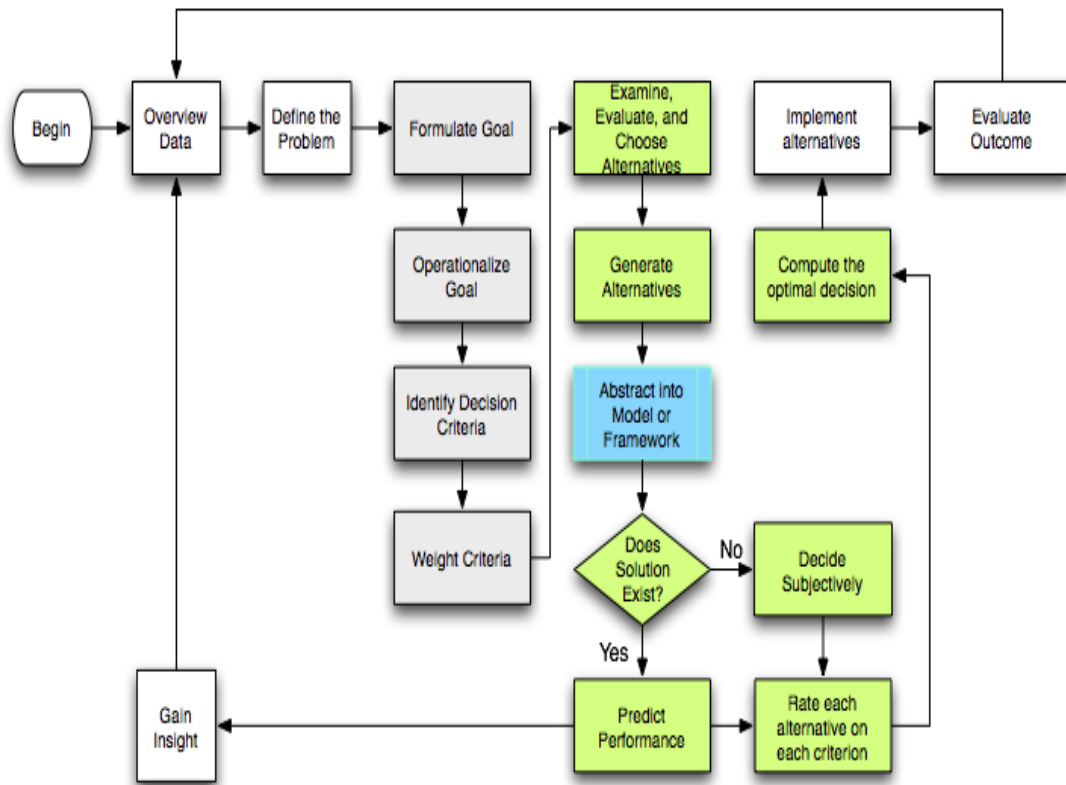 Begin
Overview
Data
Define the
Problem
Formulate Goal
Operationalize
Goal
Identify Decision
Criteria
Weight Criteria
Examine,
Evaluate, and
Choose
Alternatives
Generate
Alternatives
Abstract into
Model or
Framework
Does
Solution
Exist?
No
Decide
Subjectively
Yes
Predict
Performance
Rate each
alternative on
each criterion
Gain
Insight
Compute the
optimal decision
Implement
alternatives
Evaluate
Outcome